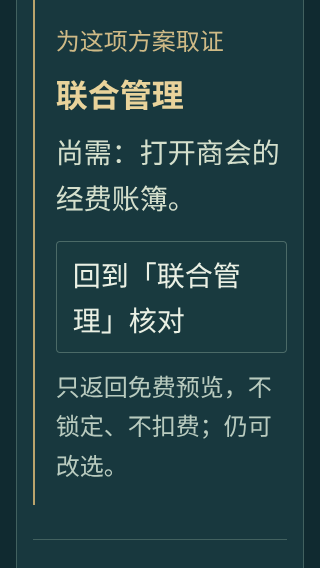 为这项方案取证
联合管理
尚需：打开商会的
经费账簿。
回到「联合管
理」核对
只返回免费预览，不
锁定、不扣费；仍可
改选。